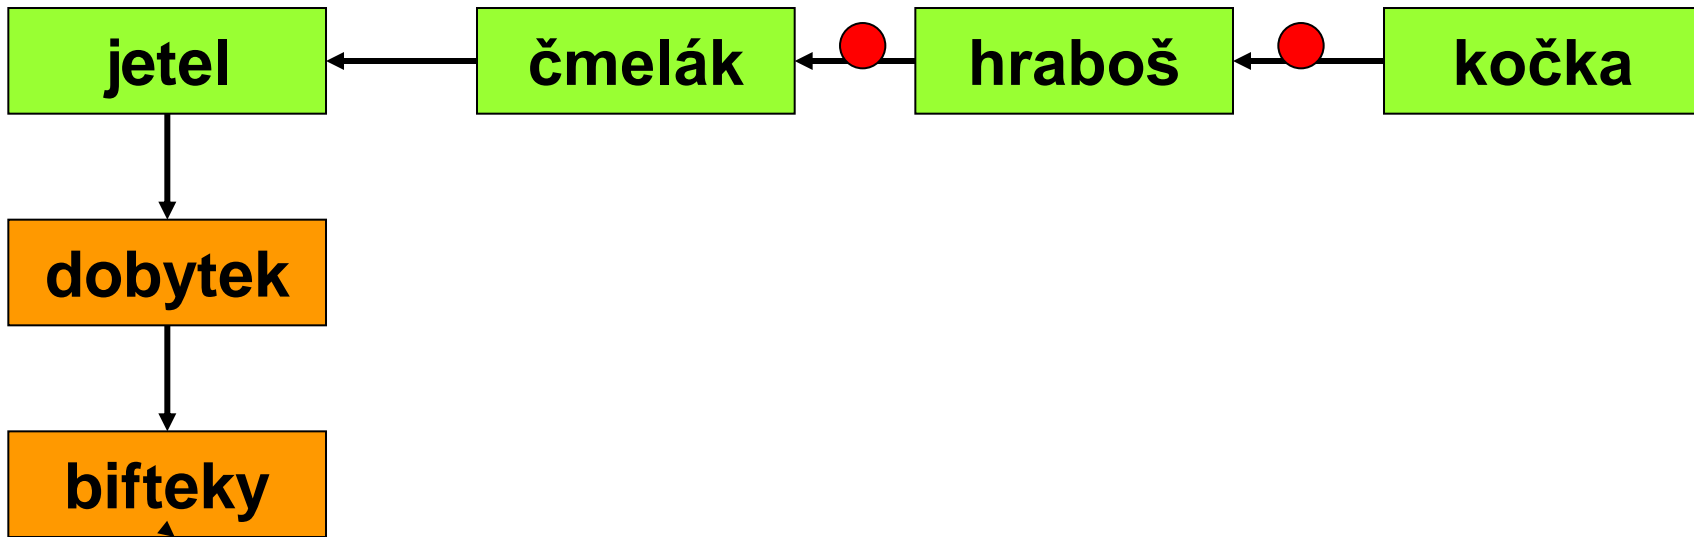 jetel
čmelák
hraboš
kočka
dobytek
bifteky